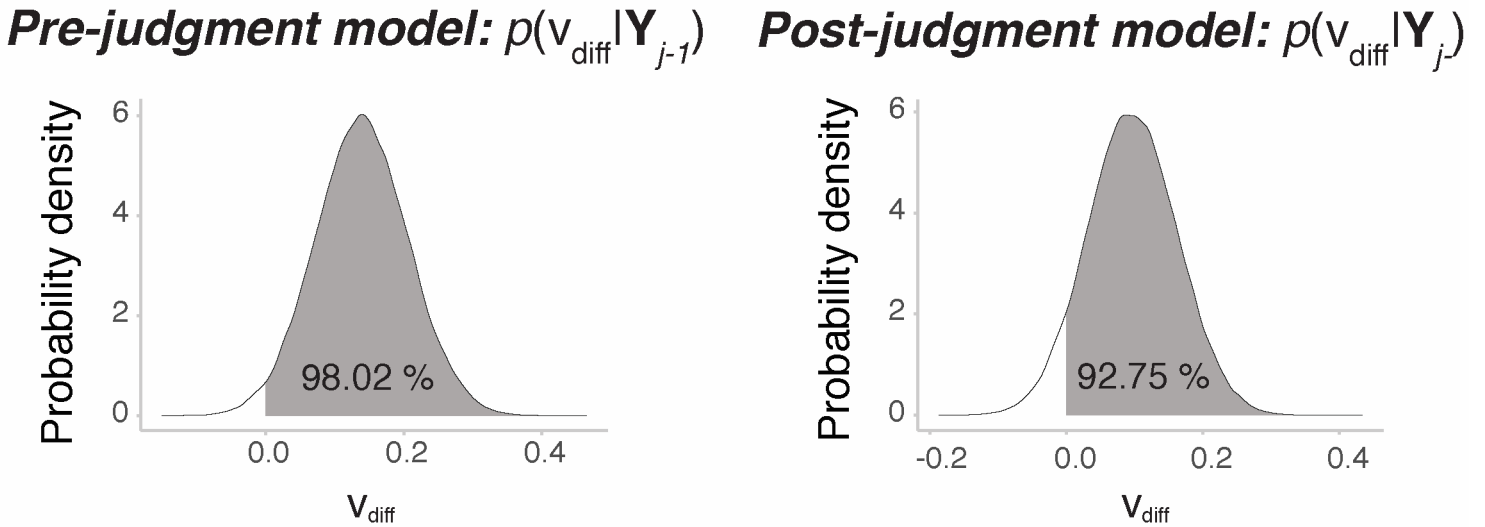 Pre-judgment model: p(vdiff|Yj-1)
Post-judgment model: p(vdiff|Yj-)
Probability density
6
4
2
0
98.02 %
0.0 0.2 0.4
vdiff
Probability density
6
4
2
0
92.75 %
-0.2 0.0 0.2 0.4
vdiff